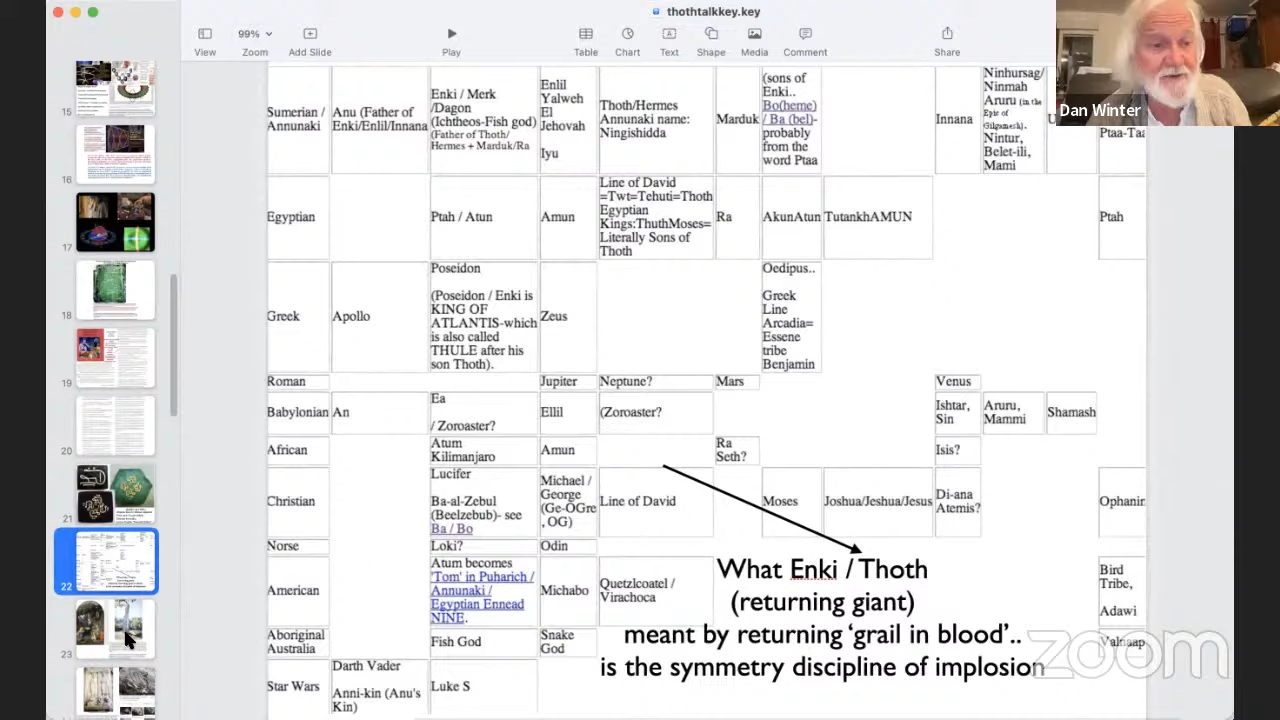 thothtalkkey.key
99%
View
Zoom
Add Slide
Play
Table
Chart
Text
Shape
Media
Comment
Share
Dan Winter
15
16
17
18
19
20
21
22
23
Sumerian /
Annunaki
Anu (Father of
Enki/Enlil/Innana
Enki / Merk
/Dagon
(Ichtheos-Fish god)
(Father of Thoth/
Hermes + Marduk/Ra
Enlil
Yalweh
El
Jehovah
Iyu
Thoth/Hermes
Annunaki name:
Ningishidda
Marduk
(sons of
Enki..
Bo(heme)
/ Ba (bel)-
probably
from the
word Ptaa
Innana
Ninhursag/
Ninmah
Aruru (in the
Epic of
Gilgamesh),
Nintur,
Belet-ili,
Mami
U
Ptaa-Taa
Egyptian
Ptah / Atun
Amun
Line of David
=Twt=Tehuti=Thoth
Egyptian
Kings:ThuthMoses=
Literally Sons of
Thoth
Ra
AkunAtun
TutankhAMUN
Ptah
Greek
Apollo
Poseidon
(Poseidon / Enki is
KING OF
ATLANTIS-which
is also called
THULE after his
son Thoth).
Zeus
Oedipus..
Greek
Line
Arcadia=
Essene
tribe
Benjamin
Roman
Jupiter
Neptune?
Mars
Venus
Babylonian
An
Ea
/ Zoroaster?
Ellil
(Zoroaster?
Ishtar,
Sin
Aruru,
Mammi
Shamash
African
Atum
Kilimanjaro
Amun
Ra
Seth?
Isis?
Christian
Lucifer
Ba-al-Zebul
(Beelzebub)- see
Ba / Bo
Michael /
George
(Ge-OGre
OG)
Line of David
Moses
Joshua/Jeshua/Jesus
Di-ana
Atemis?
Ophanin
Norse
Loki?
Odin
American
Atum becomes
'Tom' in Puharich /
Annunaki /
Egyptian Ennead
NINE.
Michabo
Quetzlcoatel /
Virachoca
Bird
Tribe,
Adawi
Aboriginal
Australia
Fish God
Snake
God
Star Wars
Darth Vader
Anni-kin (Anu's
Kin)
Luke S
What Enki / Thoth
(returning giant)
meant by returning ‘grail in blood’..
is the symmetry discipline of implosion
zoom